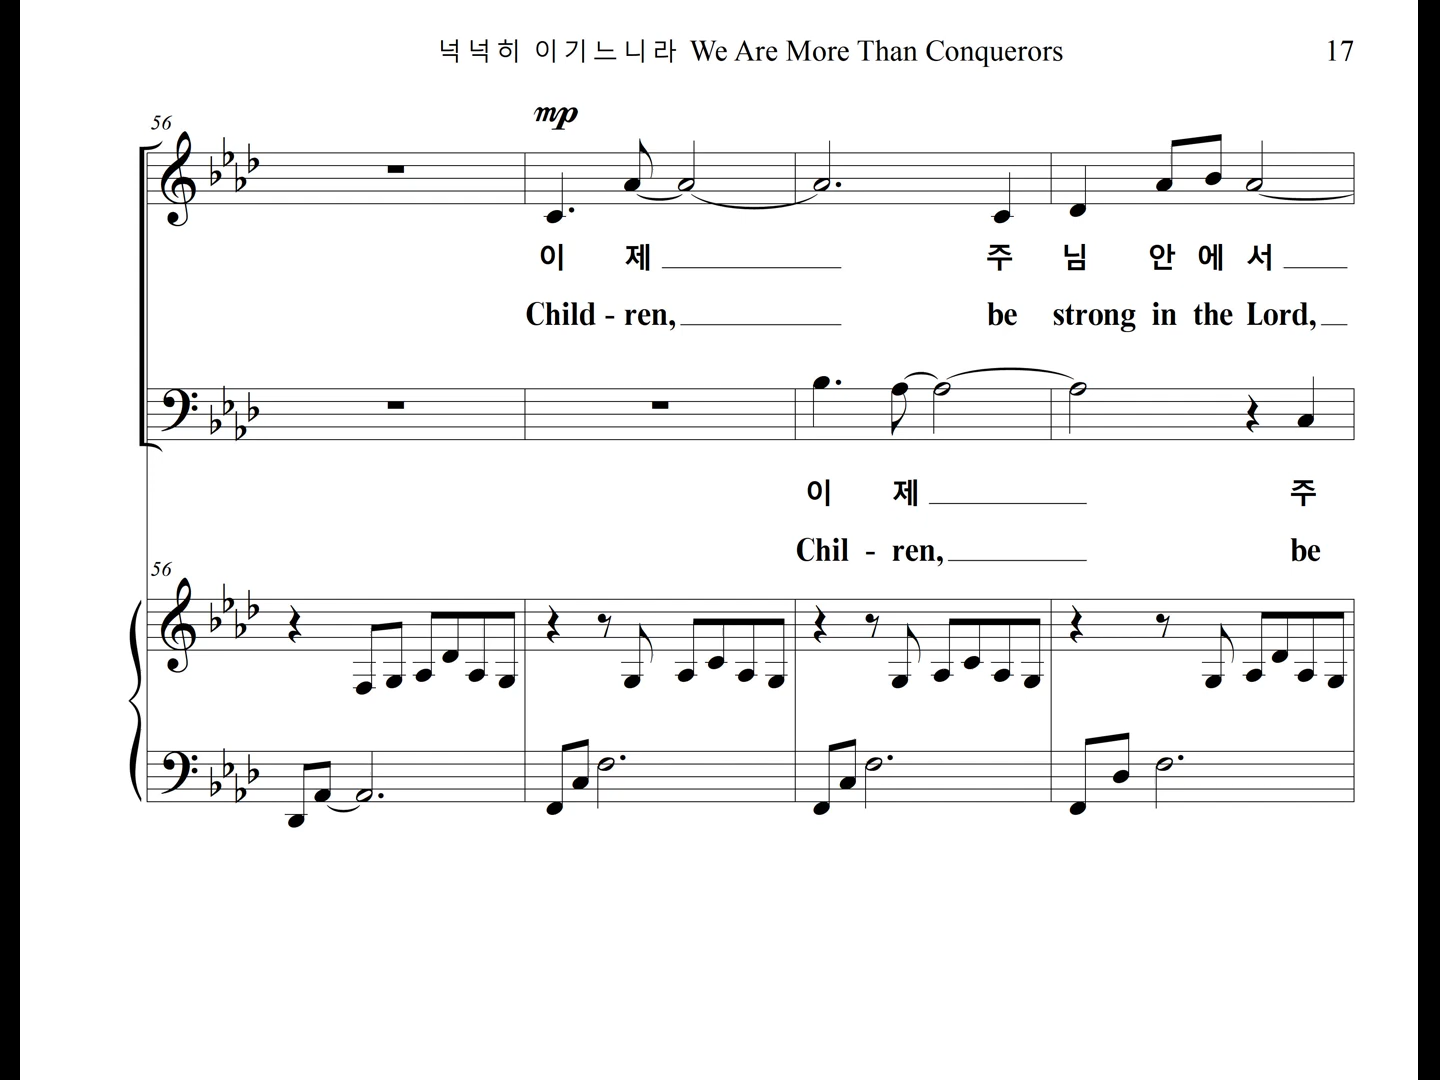 넉넉히 이기느니라 We Are More Than Conquerors 17
mp
56
이 제 주 님 안 에 서
Child - ren, be strong in the Lord,
이 제 주
Chil - ren, be
56